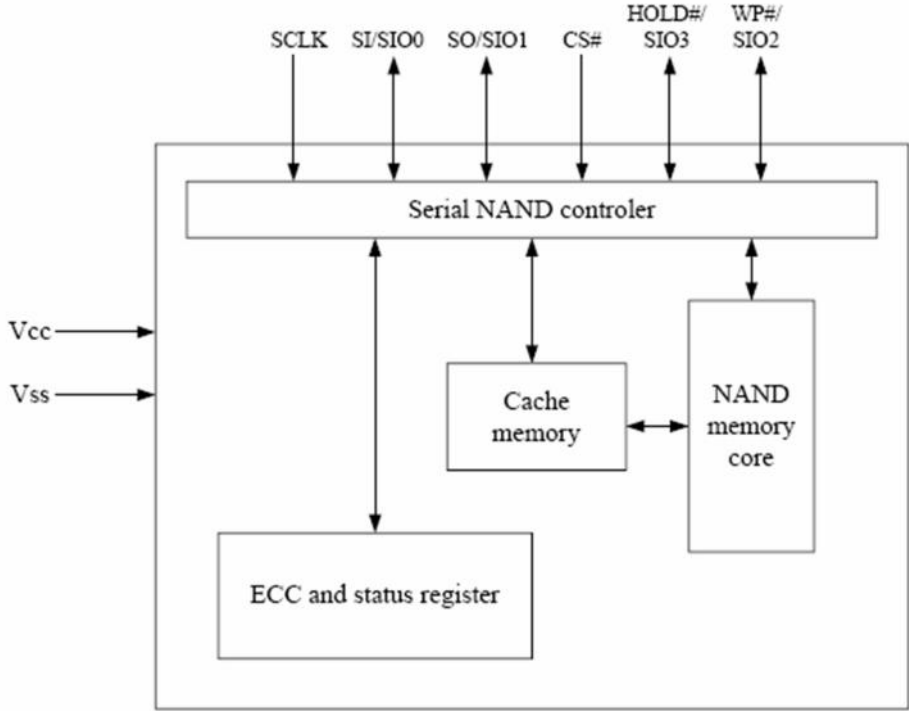 SCLK SI/SIO0 SO/SIO1 CS# HOLD#/ WP#/
SIO3 SIO2
Serial NAND controler
Vcc
Vss
Cache
memory
NAND
memory
core
ECC and status register